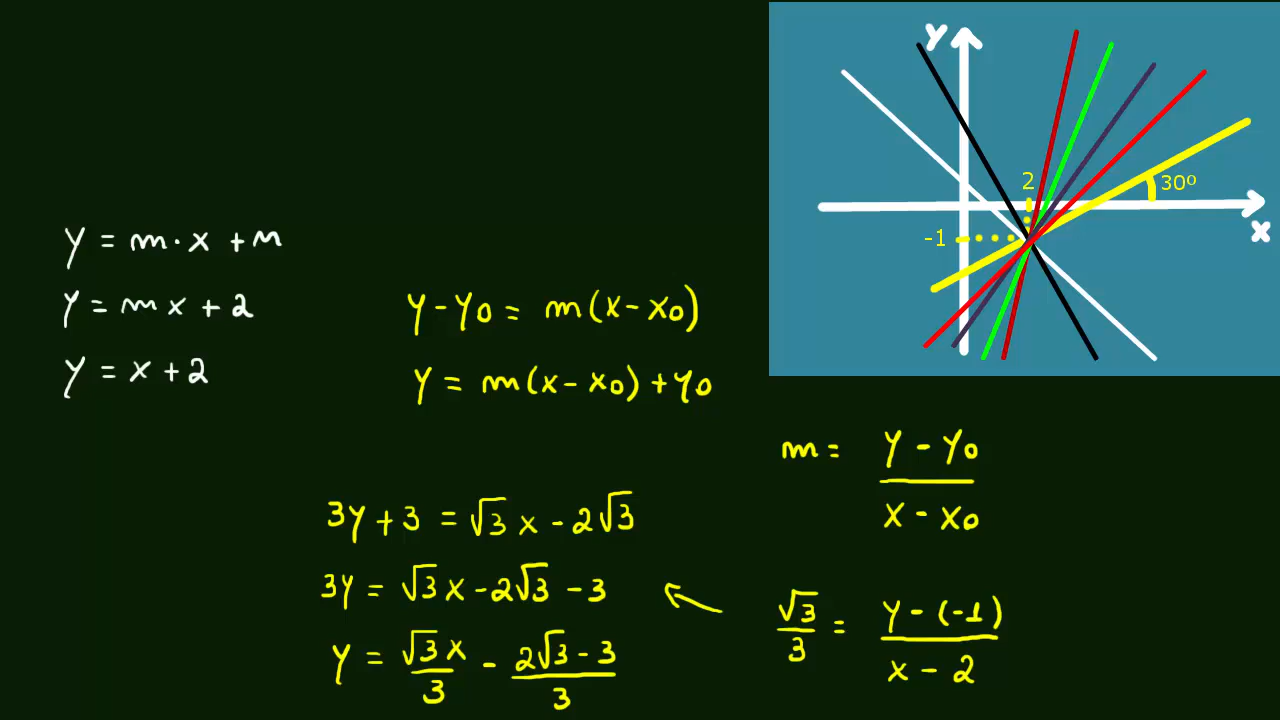 y = m·x + m
y = mx + 2
y = x + 2
y - y0 = m(x - x0)
y = m(x - x0) + y0
3y + 3 = √3 x - 2√3
3y = √3 x - 2√3 - 3
y = √3 x/3 - 2√3 - 3/3
Y
2
30º
-1
X
m = y - y0/x - x0
√3/3 = y - (-1)/x - 2